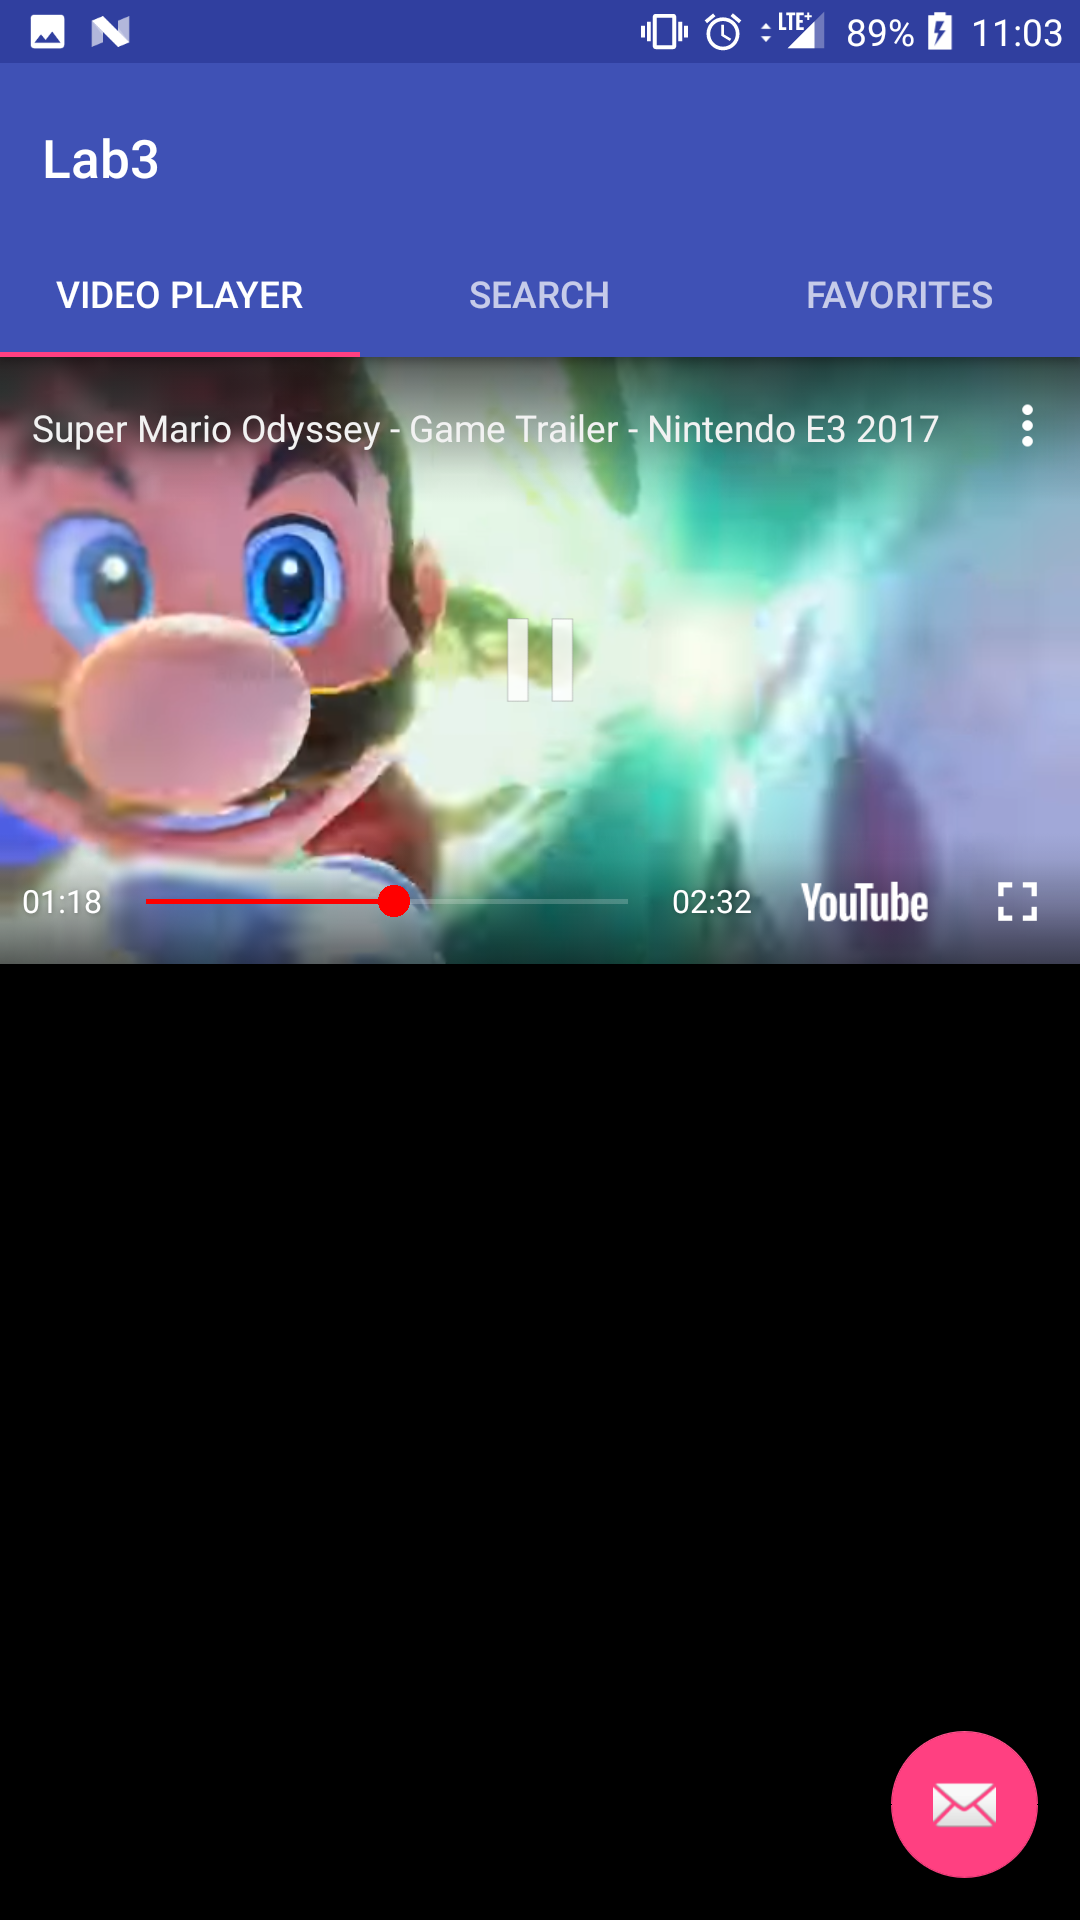 LTE+ 89% 11:03
Lab3
VIDEO PLAYER SEARCH FAVORITES
Super Mario Odyssey - Game Trailer - Nintendo E3 2017
01:18 02:32 YouTube